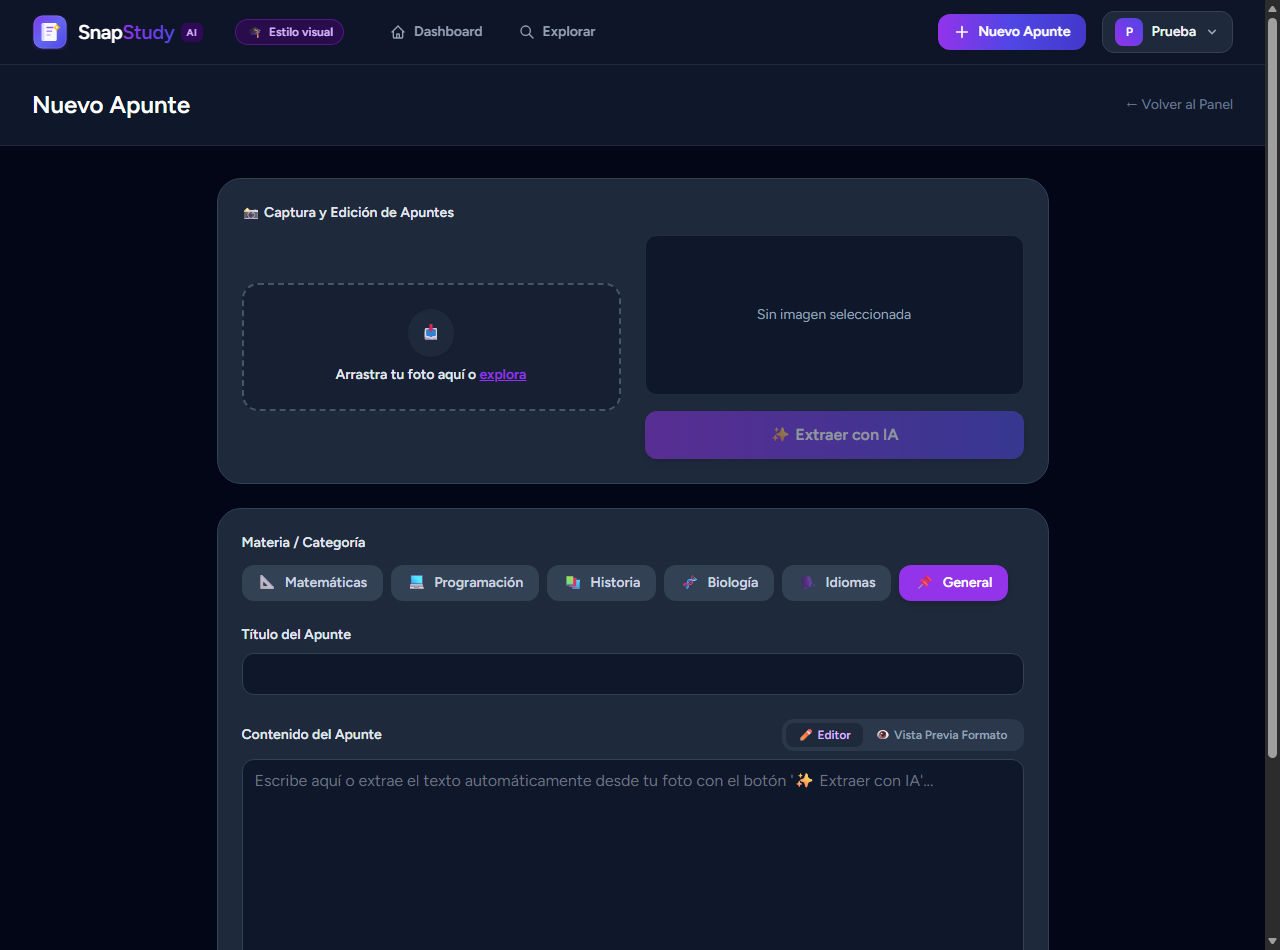 SnapStudy AI
Estilo visual
Dashboard
Explorar
+ Nuevo Apunte
P Prueba
Nuevo Apunte
← Volver al Panel
📸 Captura y Edición de Apuntes
Sin imagen seleccionada
Arrastra tu foto aquí o explora
✨ Extraer con IA
Materia / Categoría
Matemáticas
Programación
Historia
Biología
Idiomas
General
Título del Apunte
Contenido del Apunte
Editor
Vista Previa Formato
Escribe aquí o extrae el texto automáticamente desde tu foto con el botón '✨ Extraer con IA'...